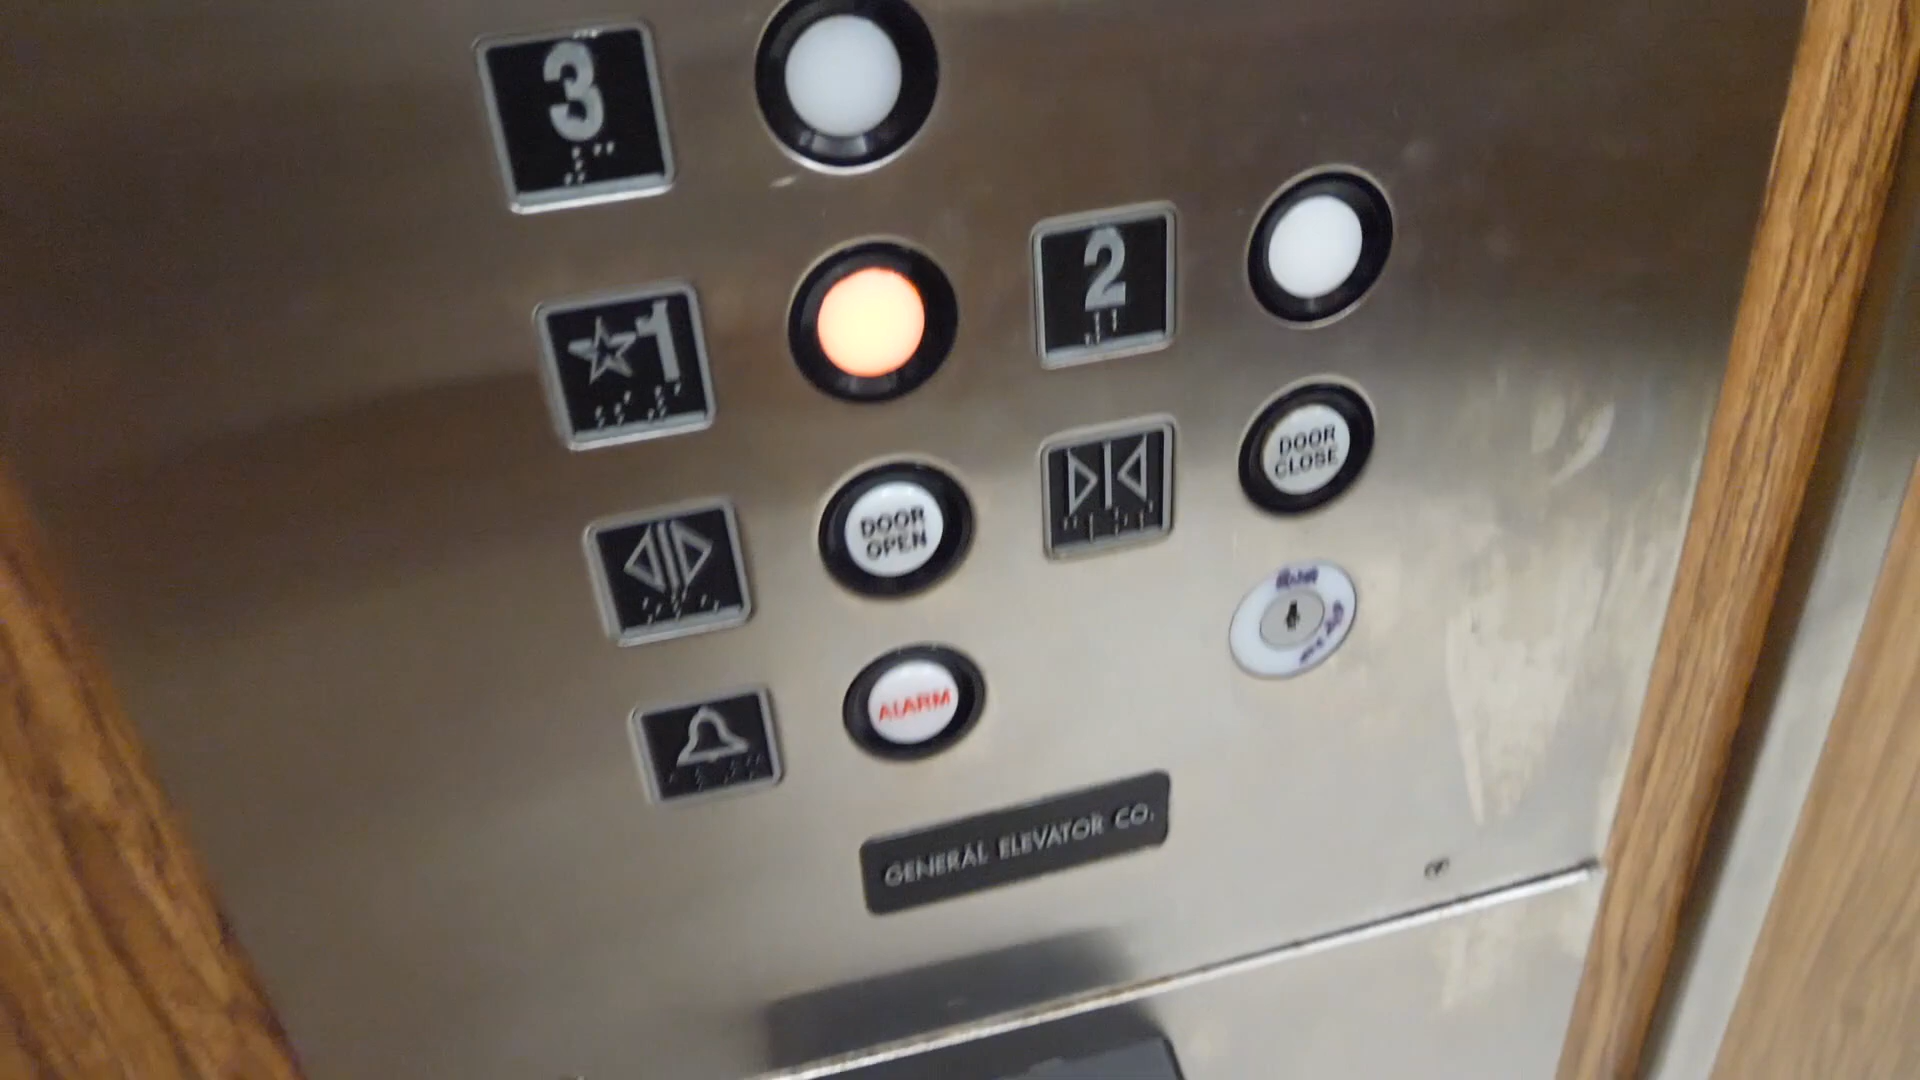 3
2
☆1
DOOR
CLOSE
DOOR
OPEN
ALARM
GENERAL ELEVATOR CO.